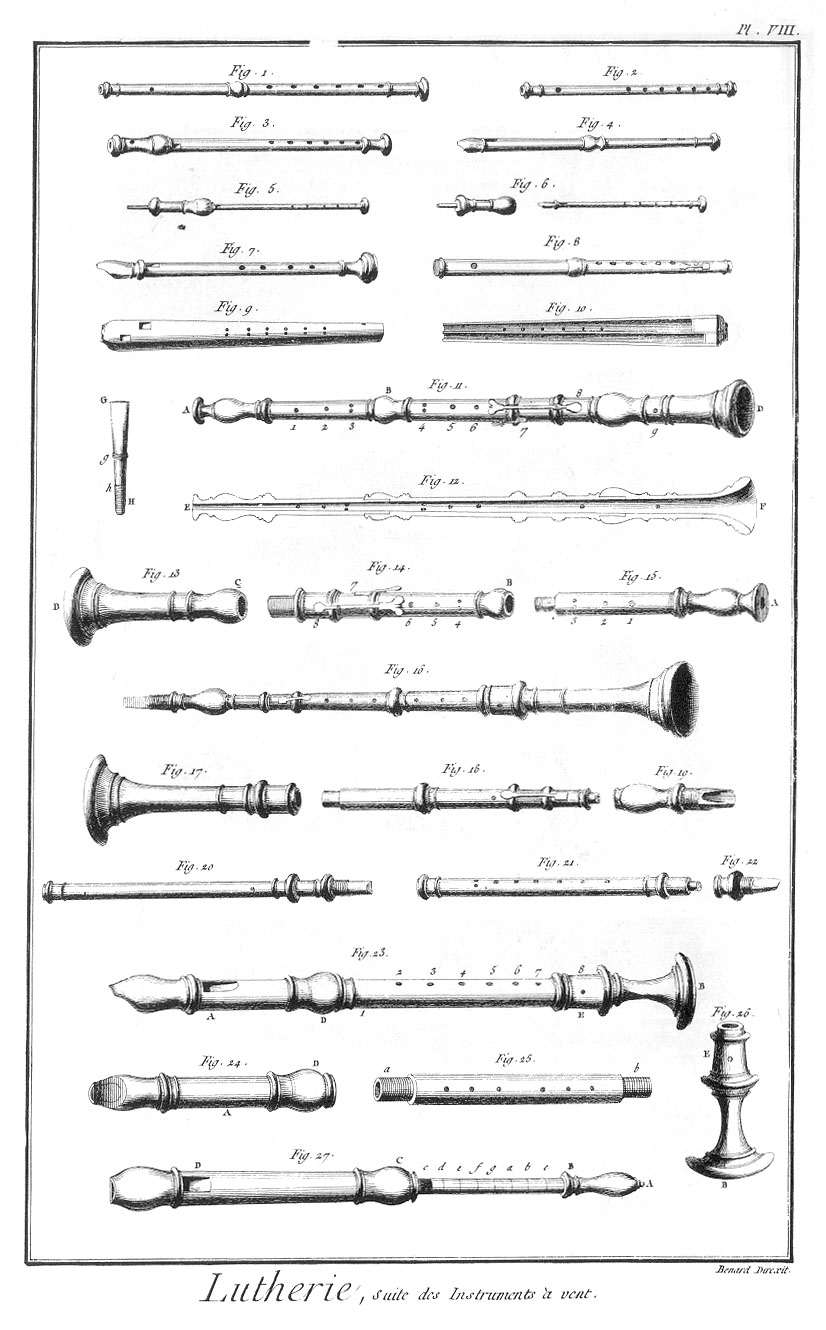 Pl. VIII.
Fig. 1. Fig. 2.
Fig. 3. Fig. 4.
Fig. 5. Fig. 6.
Fig. 7. Fig. 8
Fig. 9. Fig. 10.
Fig. 11.
A 1 2 3 B 4 5 6 7 8 9 D
G
g
h
H
Fig. 12.
E F
Fig. 13 Fig. 14. Fig. 15.
D C 8 7 6 5 4 B 3 2 1 A
Fig. 16.
Fig. 17. Fig. 18. Fig. 19.
Fig. 20 Fig. 21. Fig. 22
Fig. 23.
2 3 4 5 6 7 8 B
A D 1 E
Fig. 24. Fig. 25. Fig. 26.
D a b E
A
B
Fig. 27.
D C c d e f g a b c B A
Benard Direxit.
Lutherie, Suite des Instruments à vent.